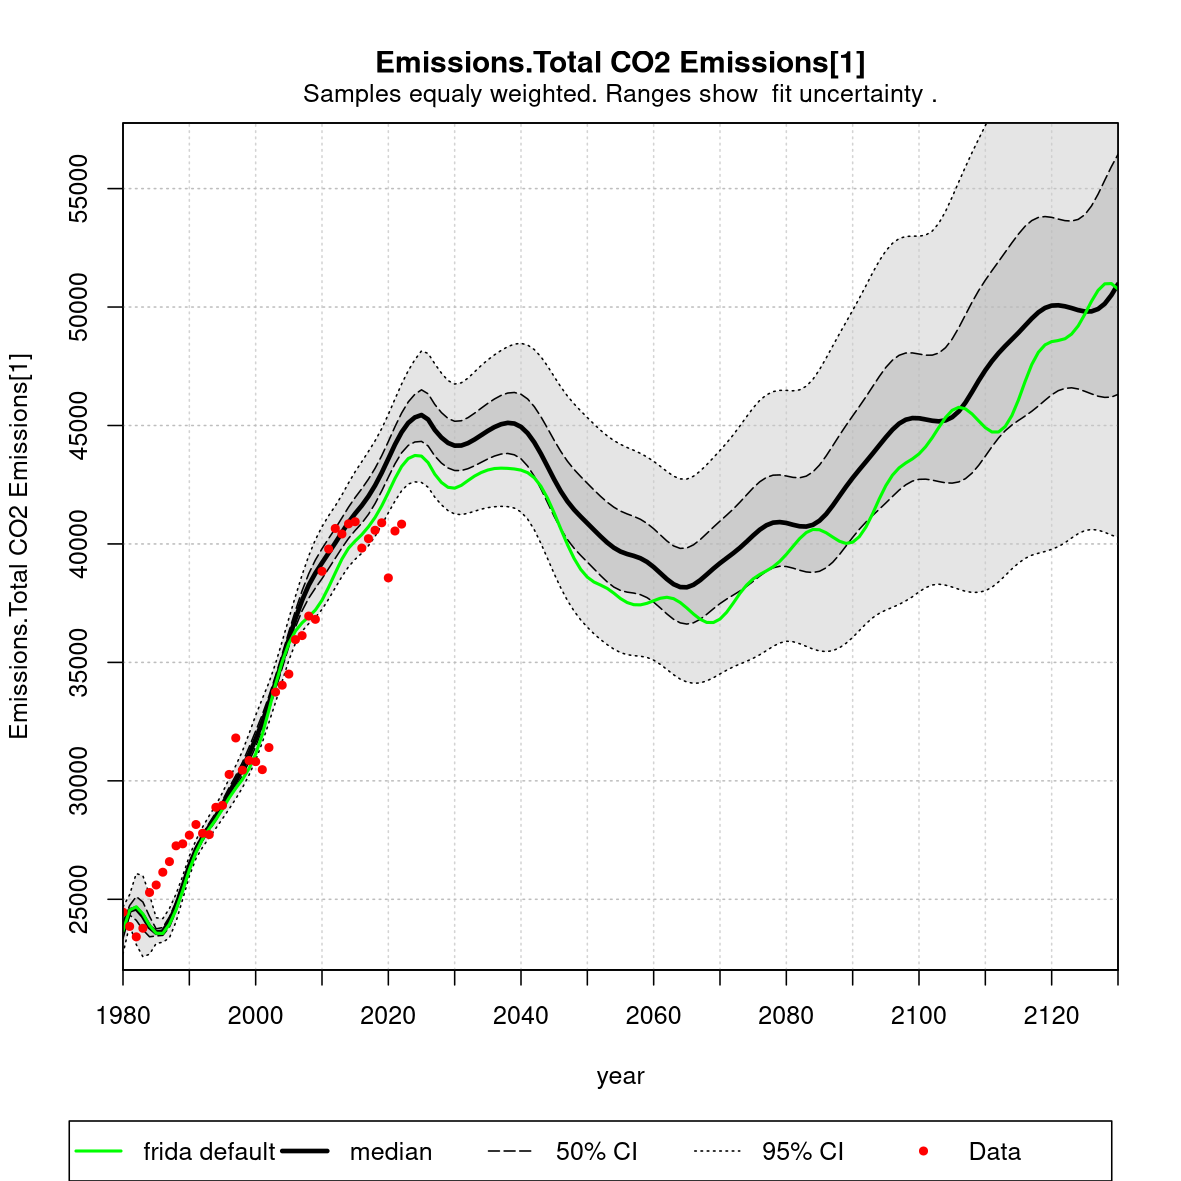 Emissions.Total CO2 Emissions[1]
Samples equaly weighted. Ranges show  fit uncertainty .
Emissions.Total CO2 Emissions[1]
55000
50000
45000
40000
35000
30000
25000
1980 2000 2020 2040 2060 2080 2100 2120
year
frida default median 50% CI 95% CI Data